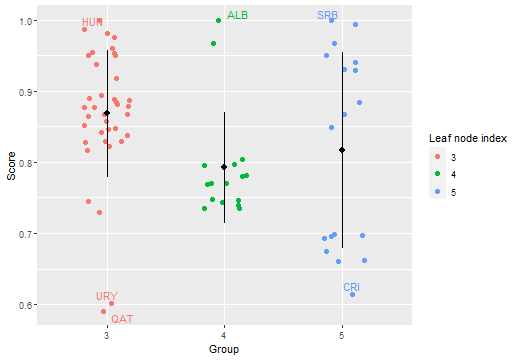 1.0
0.9
0.8
0.7
0.6
Score
HUN
ALB
SRB
URY
QAT
CRI
3
4
5
Group
Leaf node index
3
4
5